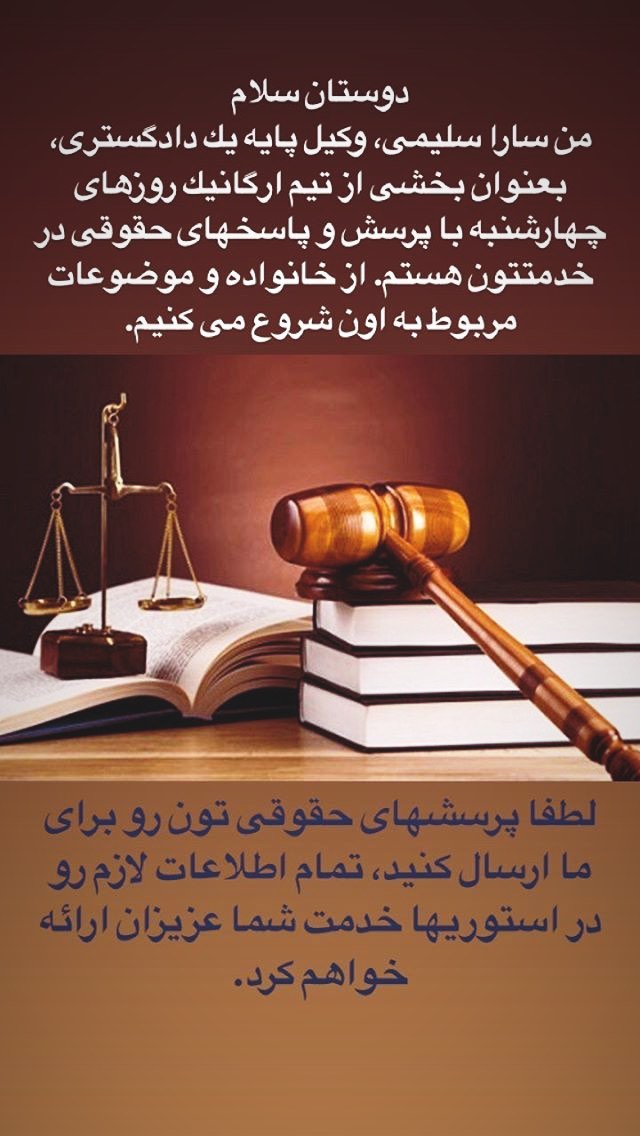 دوستان سلام
من سارا سلیمی، وکیل پایه یك دادگستری،
بعنوان بخشی از تیم ارگانیك روزهای
چهارشنبه با پرسش و پاسخهای حقوقی در
خدمتتون هستم. از خانواده و موضوعات
مربوط به اون شروع می کنیم.
لطفا پرسشهای حقوقی تون رو برای
ما ارسال کنید، تمام اطلاعات لازم رو
در استوریها خدمت شما عزیزان ارائه
خواهم کرد.